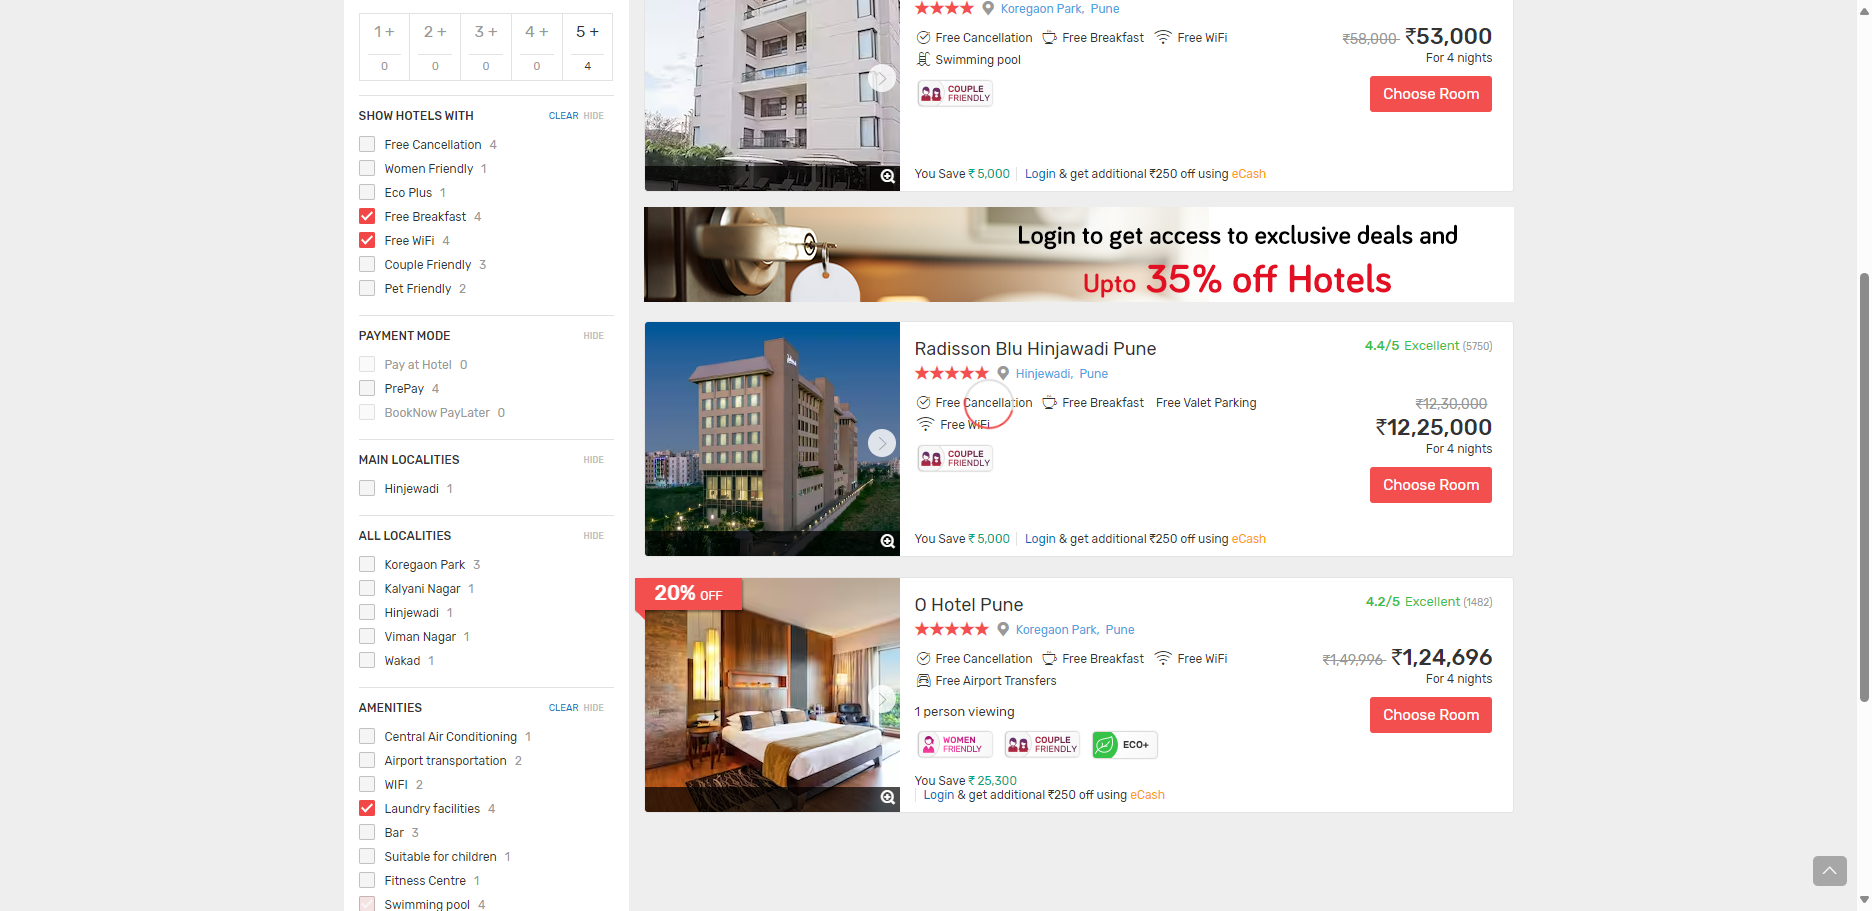 1 +
2 +
3 +
4 +
5 +
0
0
0
0
4
SHOW HOTELS WITH
CLEAR HIDE
Free Cancellation 4
Women Friendly 1
Eco Plus 1
Free Breakfast 4
Free WiFi 4
Couple Friendly 3
Pet Friendly 2
PAYMENT MODE
HIDE
Pay at Hotel 0
PrePay 4
BookNow PayLater 0
MAIN LOCALITIES
HIDE
Hinjewadi 1
ALL LOCALITIES
HIDE
Koregaon Park 3
Kalyani Nagar 1
Hinjewadi 1
Viman Nagar 1
Wakad 1
AMENITIES
CLEAR HIDE
Central Air Conditioning 1
Airport transportation 2
WIFI 2
Laundry facilities 4
Bar 3
Suitable for children 1
Fitness Centre 1
Swimming pool 4
Koregaon Park, Pune
Free Cancellation Free Breakfast Free WiFi
Swimming pool
COUPLE
FRIENDLY
₹58,000 ₹53,000
For 4 nights
Choose Room
You Save ₹ 5,000 Login & get additional ₹250 off using eCash
Login to get access to exclusive deals and
Upto 35% off Hotels
Radisson Blu Hinjawadi Pune
4.4/5 Excellent (5750)
Hinjewadi, Pune
Free Cancellation Free Breakfast Free Valet Parking
Free WiFi
COUPLE
FRIENDLY
₹12,30,000
₹12,25,000
For 4 nights
Choose Room
You Save ₹ 5,000 Login & get additional ₹250 off using eCash
20% OFF
O Hotel Pune
4.2/5 Excellent (1482)
Koregaon Park, Pune
Free Cancellation Free Breakfast Free WiFi
Free Airport Transfers
₹1,49,996 ₹1,24,696
For 4 nights
Choose Room
1 person viewing
WOMEN
FRIENDLY
COUPLE
FRIENDLY
ECO+
You Save ₹ 25,300
Login & get additional ₹250 off using eCash